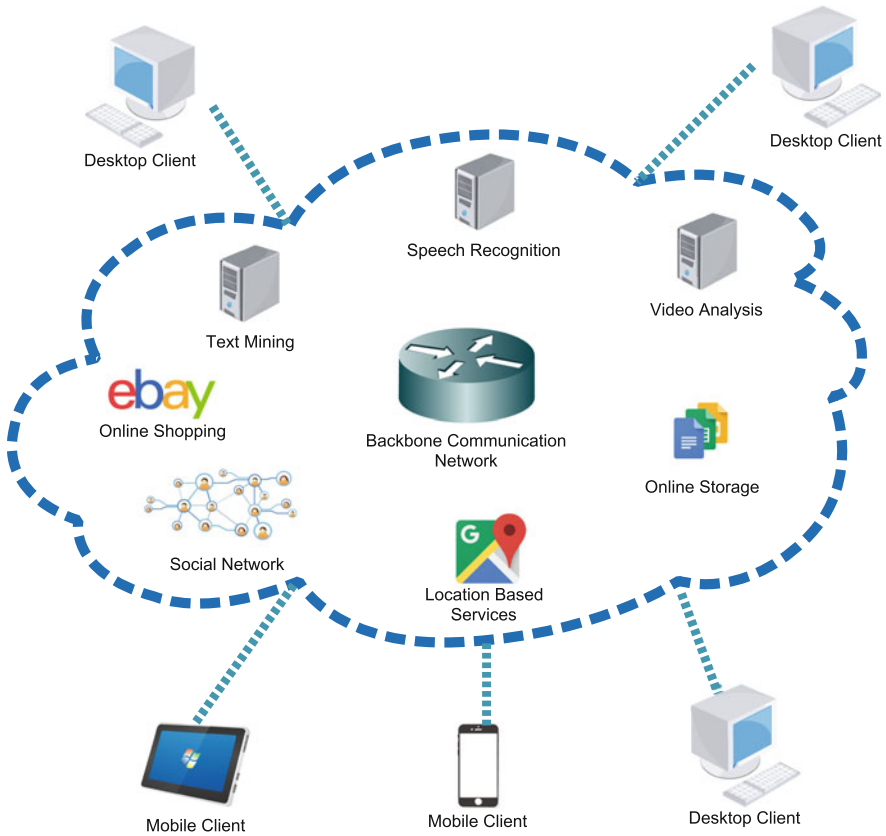 Desktop Client
Desktop Client
Speech Recognition
Text Mining
Video Analysis
ebay
Online Shopping
Backbone Communication
Network
Online Storage
Social Network
G
Location Based
Services
Mobile Client
Mobile Client
Desktop Client